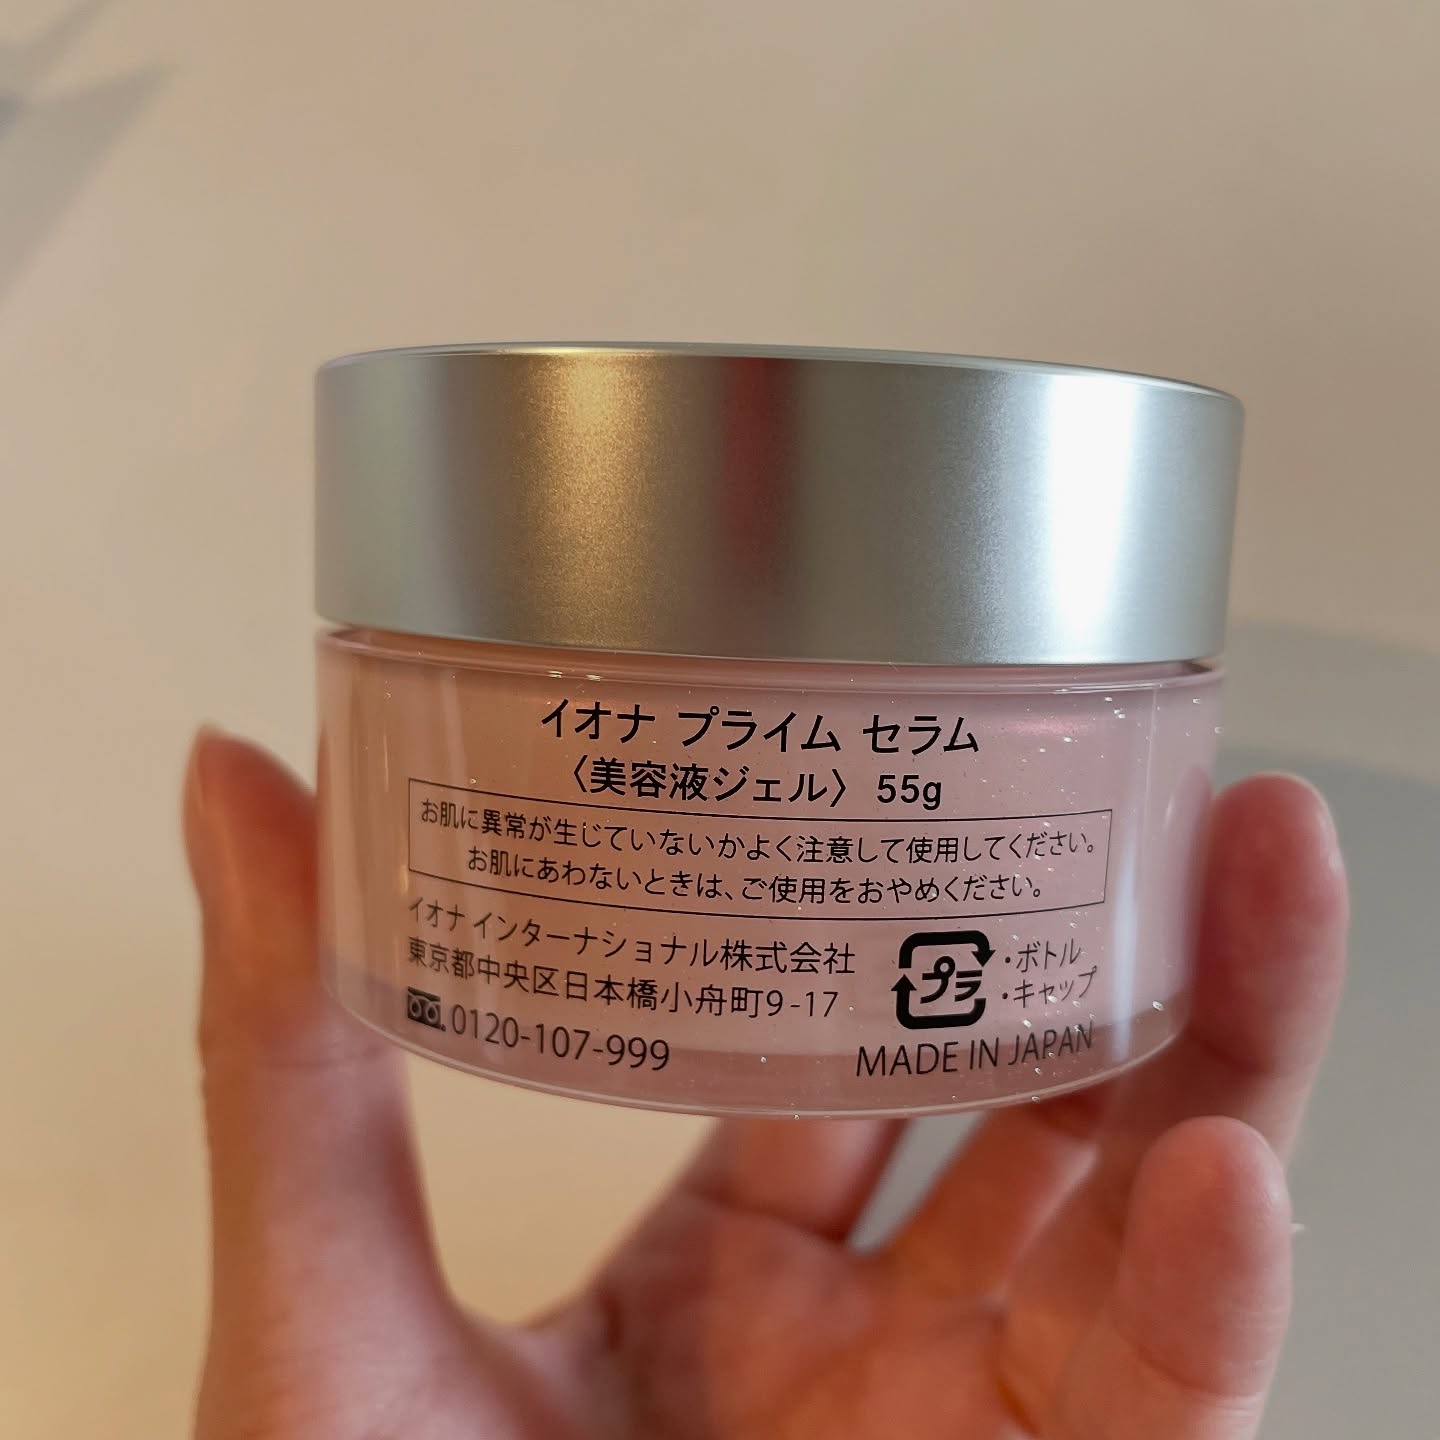 イオナ プライム セラム
〈美容液ジェル〉 55g
お肌に異常が生じていないかよく注意して使用してください。
お肌にあわないときは、ご使用をおやめください。
イオナ インターナショナル株式会社
東京都中央区日本橋小舟町9-17
0120-107-999
プラ
・ボトル
・キャップ
MADE IN JAPAN